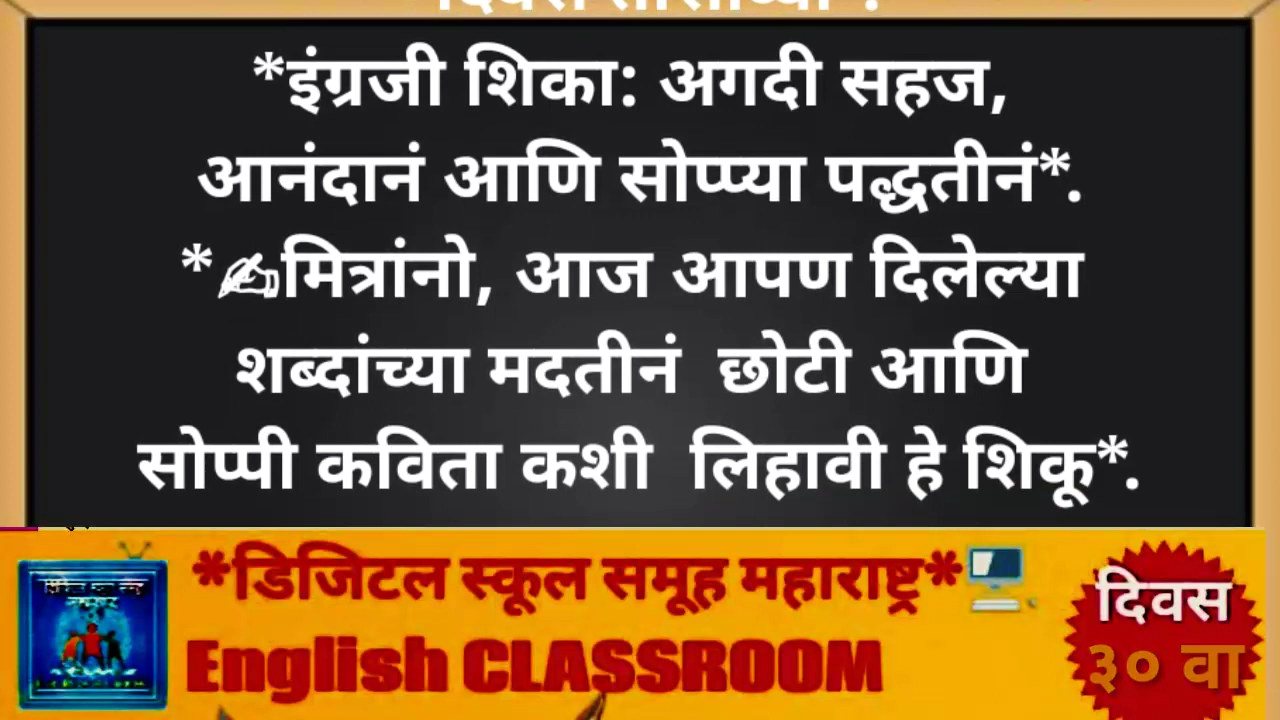 *इंग्रजी शिका: अगदी सहज,
आनंदानं आणि सोप्प्या पद्धतीनं*.
*✍मित्रांनो, आज आपण दिलेल्या
शब्दांच्या मदतीनं छोटी आणि
सोप्पी कविता कशी लिहावी हे शिकू*.
*डिजिटल स्कूल समूह महाराष्ट्र*
English CLASSROOM
दिवस
३० वा